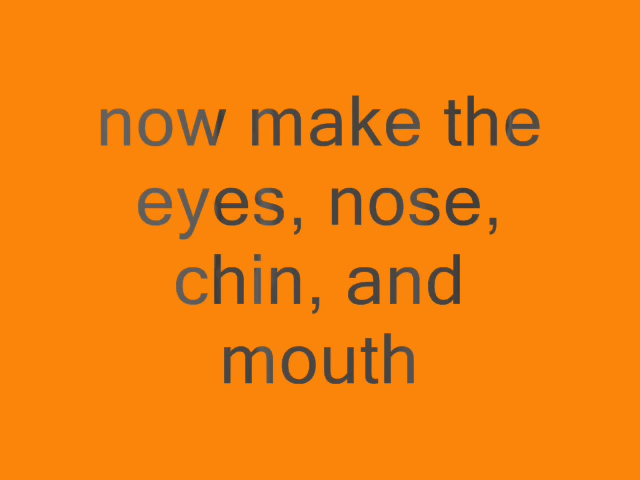 now make the
eyes, nose,
chin, and
mouth